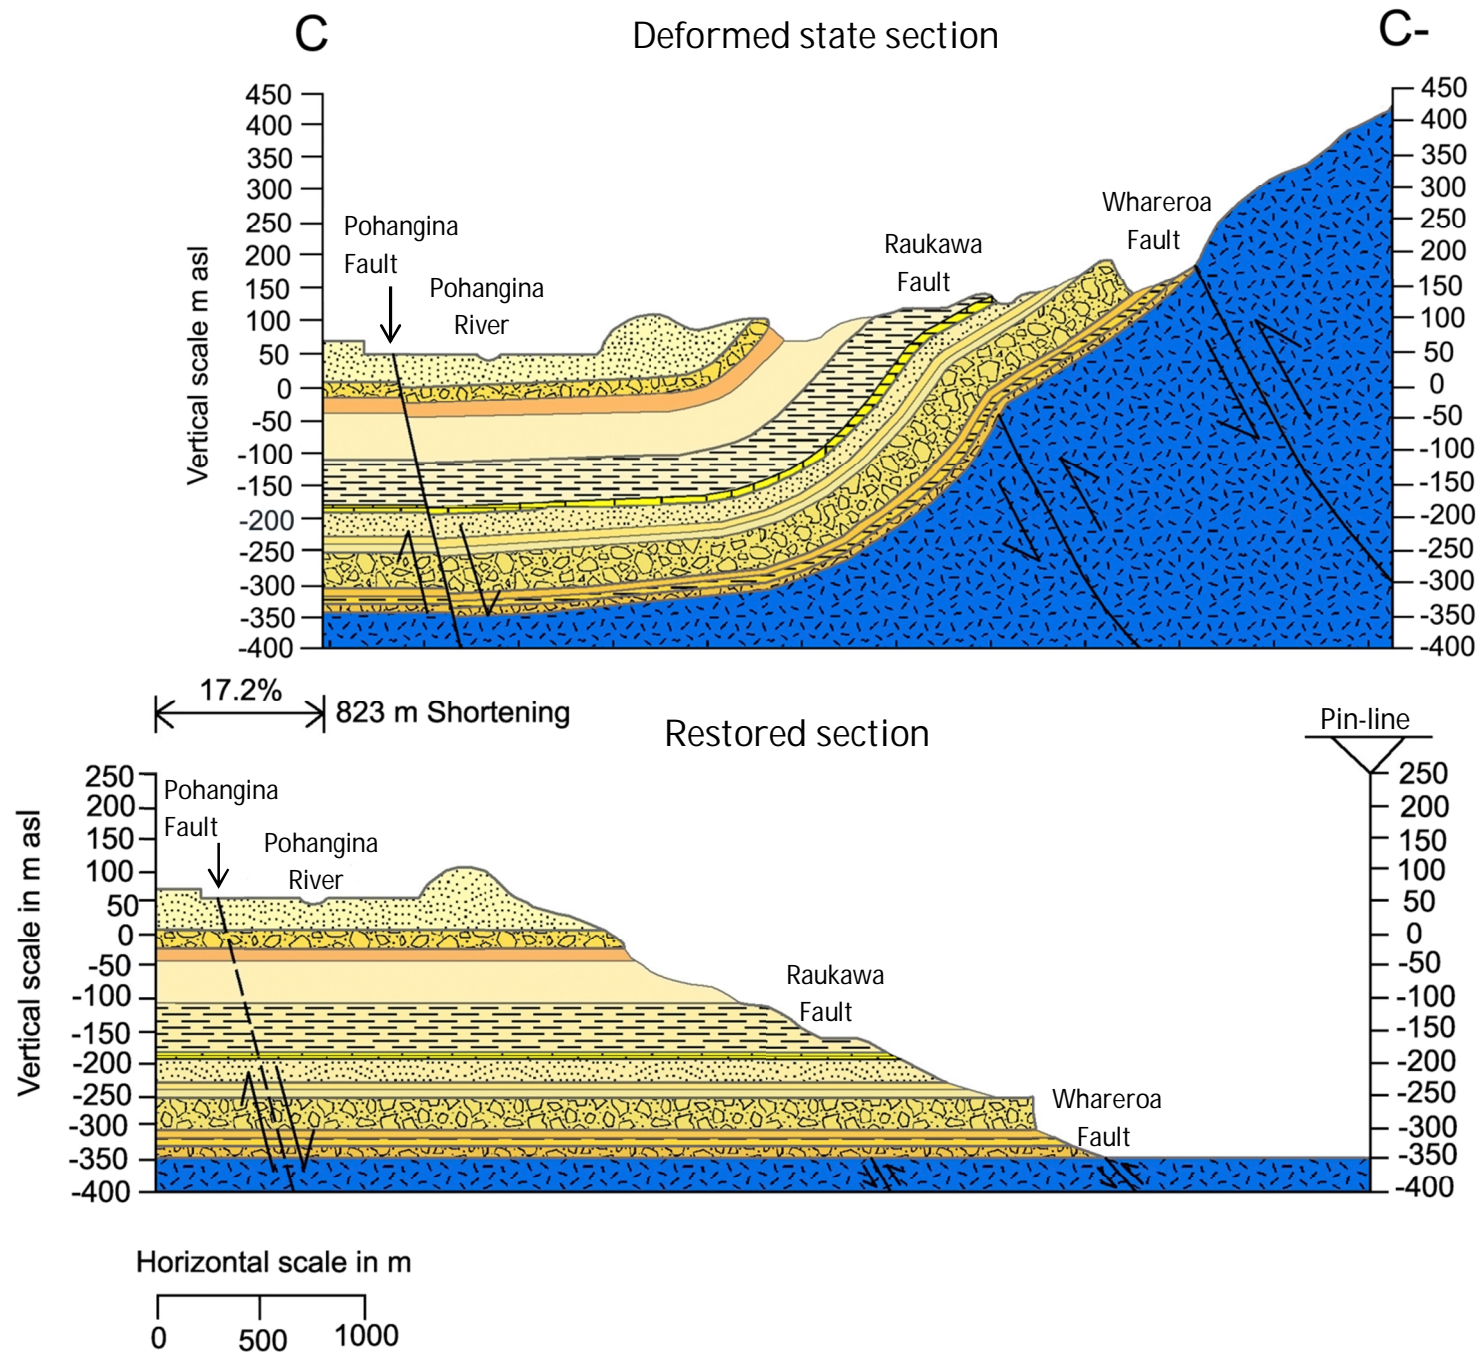 C
Deformed state section
C-
450
400
350
300
250
200
150
100
50
0
-50
-100
-150
-200
-250
-300
-350
-400
Vertical scale m asl
Pohangina
Fault
Pohangina
River
Raukawa
Fault
Whareroa
Fault
450
400
350
300
250
200
150
100
50
0
-50
-100
-150
-200
-250
-300
-350
-400
17.2%
823 m Shortening
Restored section
Pin-line
250
200
150
100
50
0
-50
-100
-150
-200
-250
-300
-350
-400
Vertical scale in m asl
Pohangina
Fault
Pohangina
River
Raukawa
Fault
Whareroa
Fault
250
200
150
100
50
0
-50
-100
-150
-200
-250
-300
-350
-400
Horizontal scale in m
0 500 1000